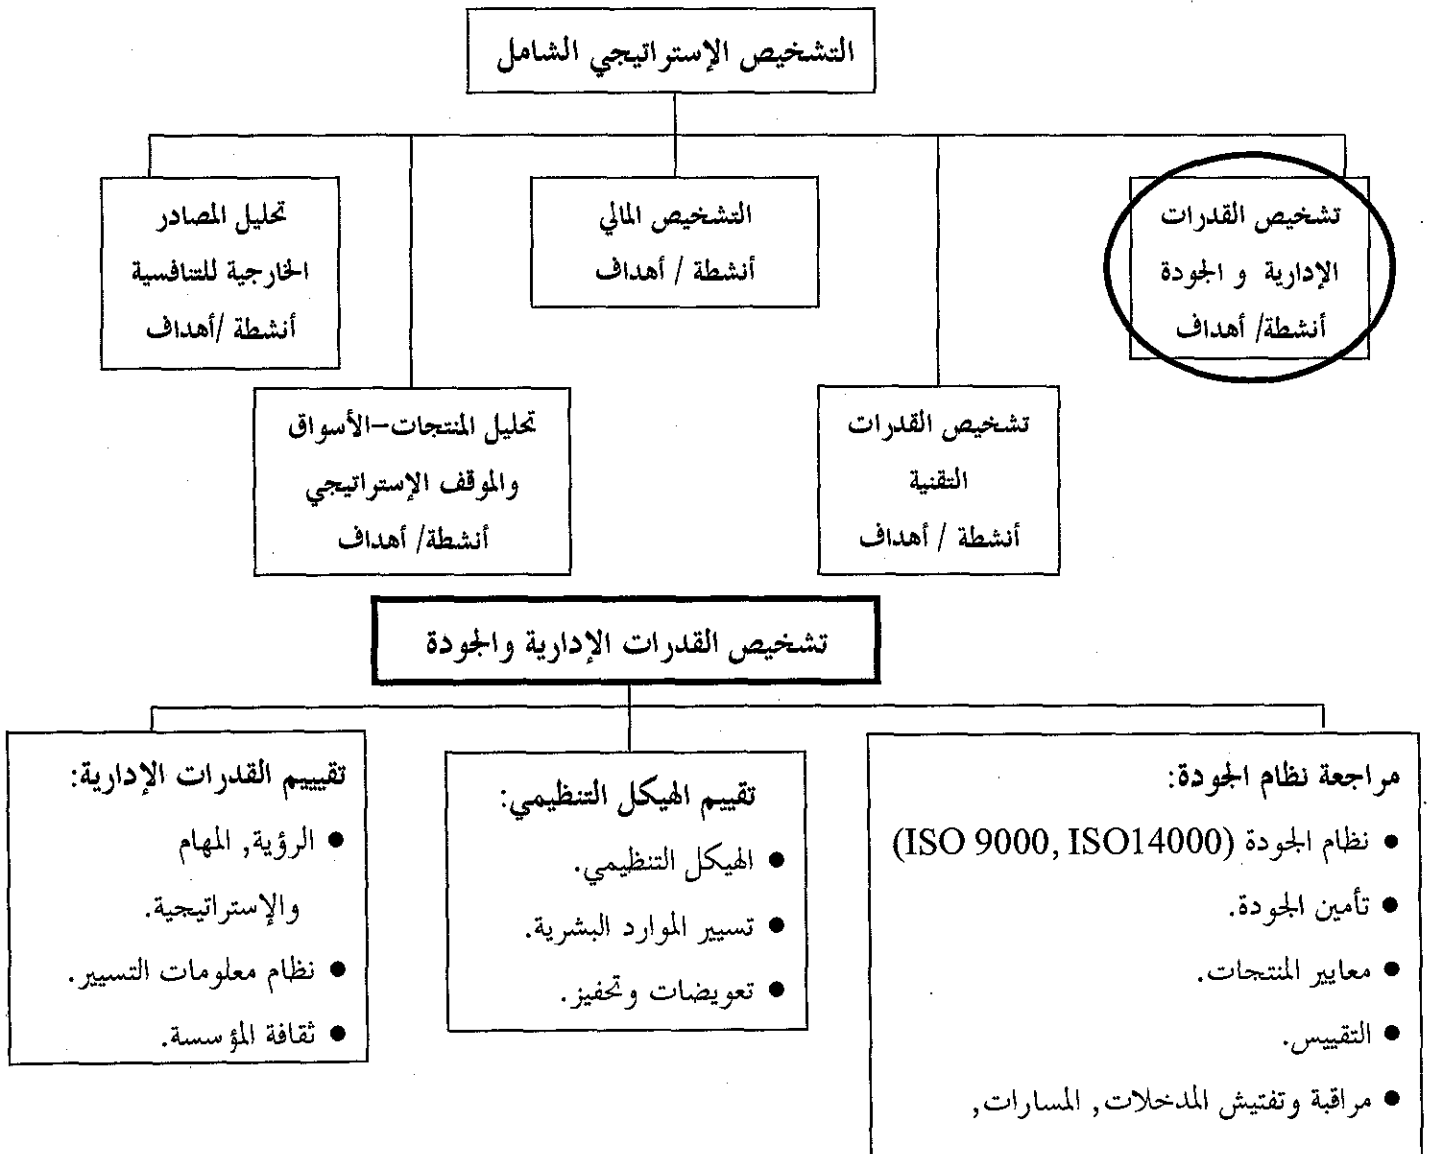 التشخيص الإستراتيجي الشامل
تشخيص القدرات
الإدارية و الجودة
أنشطة/ أهداف
التشخيص المالي
أنشطة / أهداف
تحليل المصادر
الخارجية للتنافسية
أنشطة /أهداف
تشخيص القدرات
التقنية
أنشطة / أهداف
تحليل المنتجات–الأسواق
والموقف الإستراتيجي
أنشطة/ أهداف
تشخيص القدرات الإدارية والجودة
مراجعة نظام الجودة:
● نظام الجودة (ISO 9000, ISO14000)
● تأمين الجودة.
● معايير المنتجات.
● التقييس.
● مراقبة وتفتيش المدخلات, المسارات,
تقييم الهيكل التنظيمي:
● الهيكل التنظيمي.
● تسيير الموارد البشرية.
● تعويضات وتحفيز.
تقييييم القدرات الإدارية:
● الرؤية, المهام
والإستراتيجية.
● نظام معلومات التسيير.
● ثقافة المؤسسة.